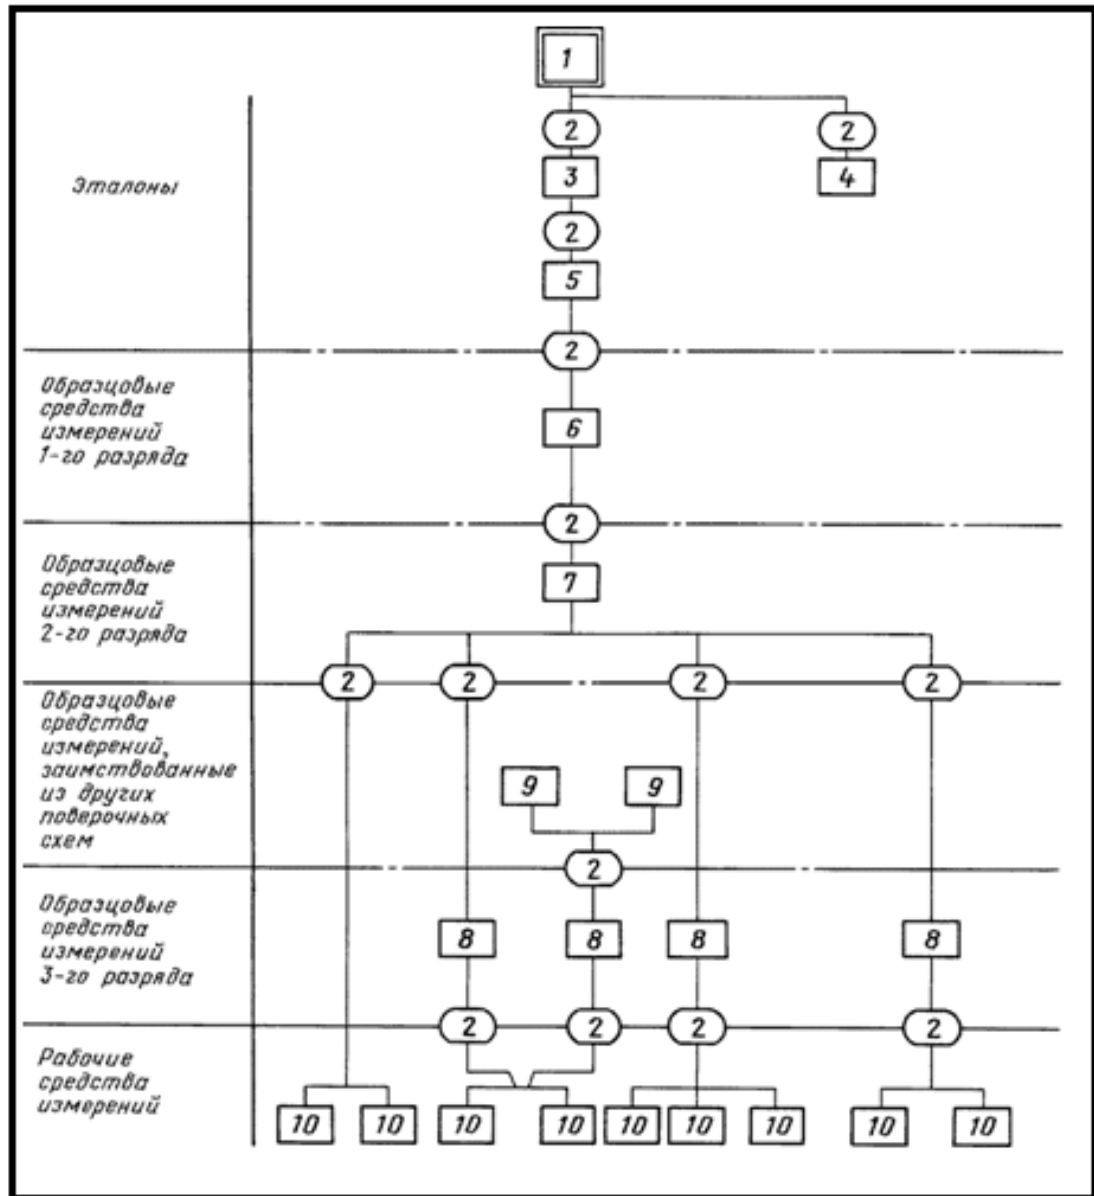 1
2
2
Эталоны
3
4
2
5
2
Образцовые
средства
измерений
1-го разряда
6
2
Образцовые
средства
измерений
2-го разряда
7
2
2
2
2
Образцовые
средства
измерений,
заимствованные
из других
поверочных
схем
9
9
2
Образцовые
средства
измерений
3-го разряда
8
8
8
8
2
2
2
2
Рабочие
средства
измерений
10
10
10
10
10
10
10
10
10